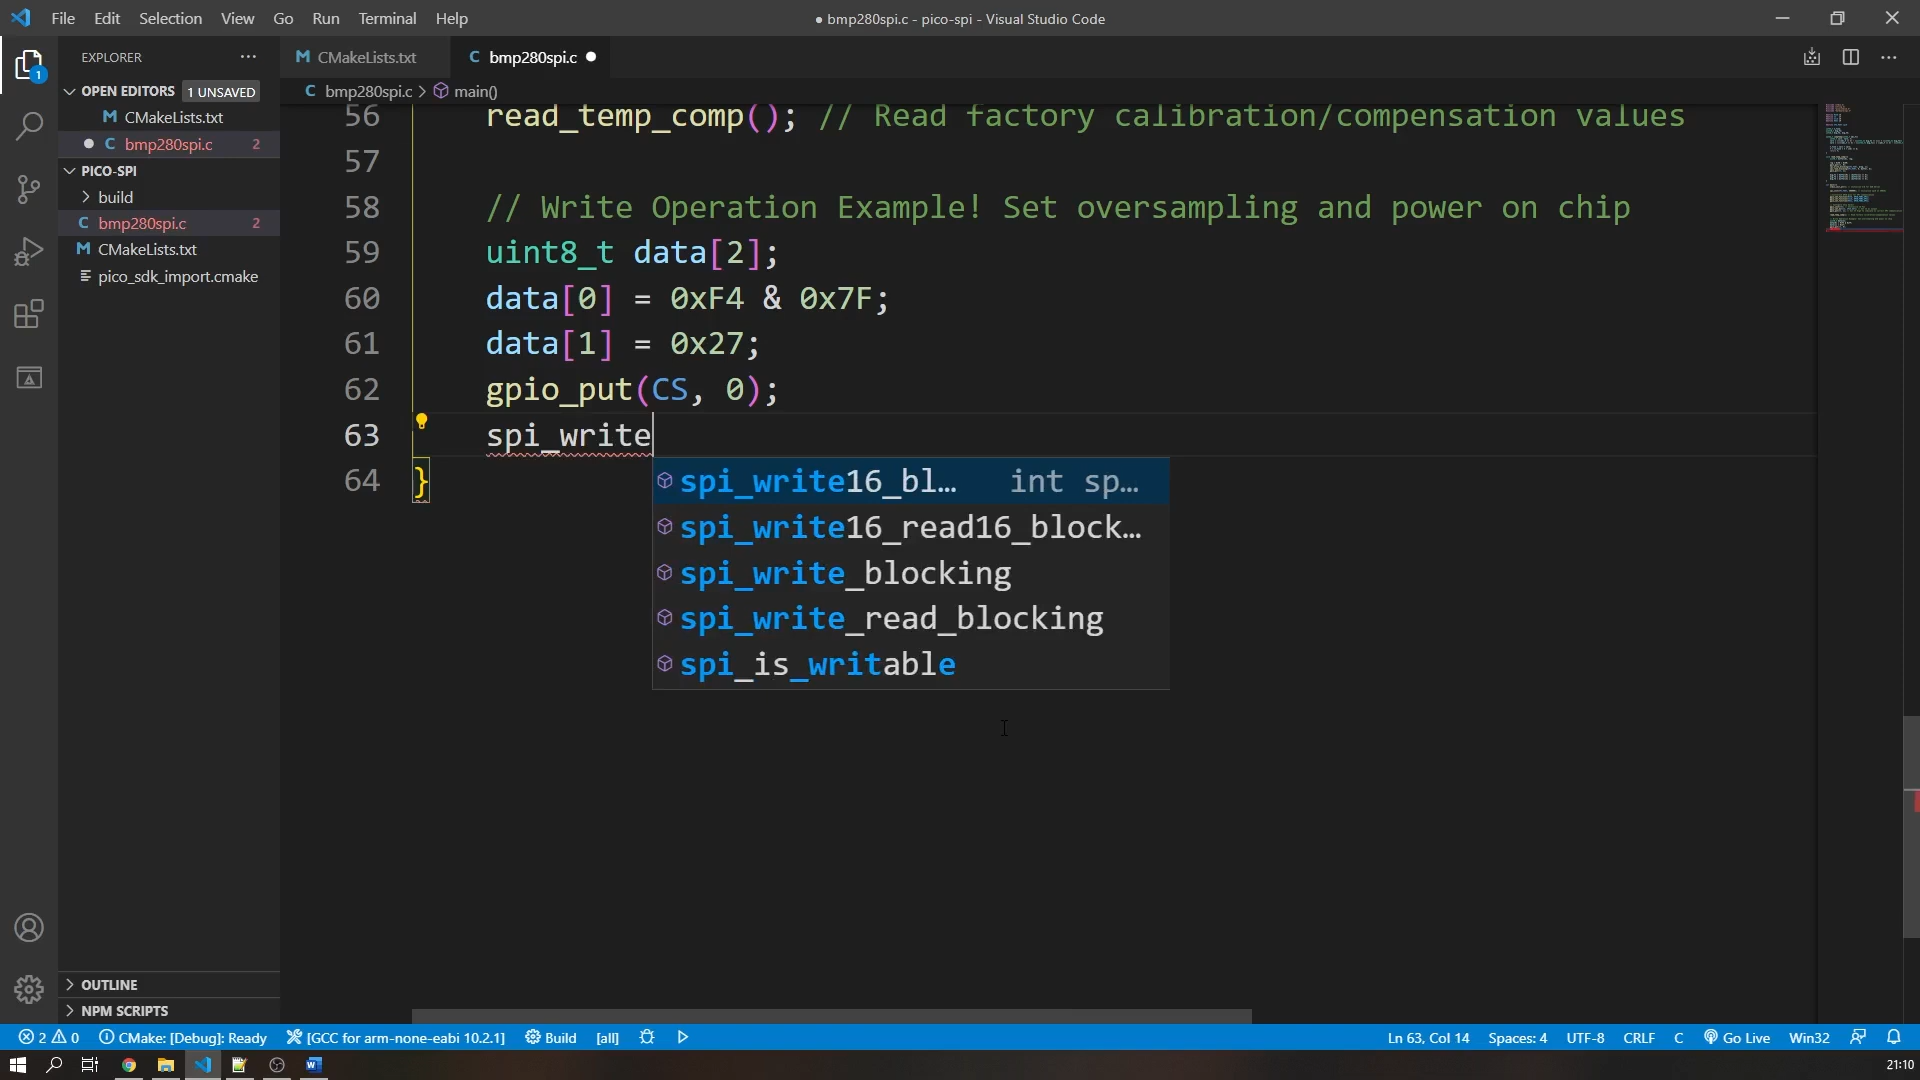 File Edit Selection View Go Run Terminal Help
● bmp280spi.c - pico-spi - Visual Studio Code
EXPLORER
OPEN EDITORS 1 UNSAVED
CMakeLists.txt
bmp280spi.c 2
PICO-SPI
build
bmp280spi.c 2
CMakeLists.txt
pico_sdk_import.cmake
OUTLINE
NPM SCRIPTS
1
M CMakeLists.txt
C bmp280spi.c ●
C bmp280spi.c > main()
56 read_temp_comp(); // Read factory calibration/compensation values
57
58 // Write Operation Example! Set oversampling and power on chip
59 uint8_t data[2];
60 data[0] = 0xF4 & 0x7F;
61 data[1] = 0x27;
62 gpio_put(CS, 0);
63 spi_write
64 }
spi_write16_bl… int sp…
spi_write16_read16_block…
spi_write_blocking
spi_write_read_blocking
spi_is_writable
2 0 CMake: [Debug]: Ready [GCC for arm-none-eabi 10.2.1] Build [all]
Ln 63, Col 14 Spaces: 4 UTF-8 CRLF C Go Live Win32
21:10